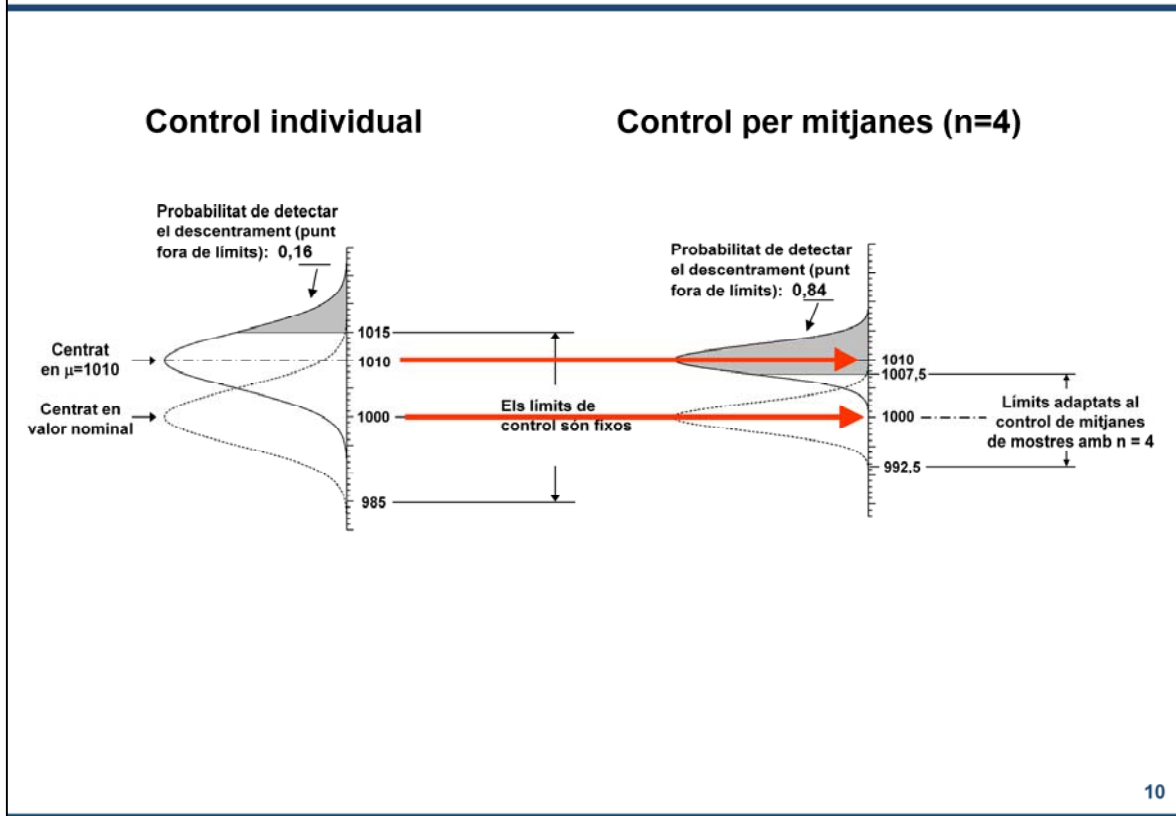 Control individual
Control per mitjanes (n=4)
Probabilitat de detectar
el descentrament (punt
fora de límits): 0,16
Centrat
en μ=1010
Centrat en
valor nominal
1015
1010
1000
985
Els límits de
control són fixos
Probabilitat de detectar
el descentrament (punt
fora de límits): 0,84
1010
1007,5
1000
992,5
Límits adaptats al
control de mitjanes
de mostres amb n = 4
10